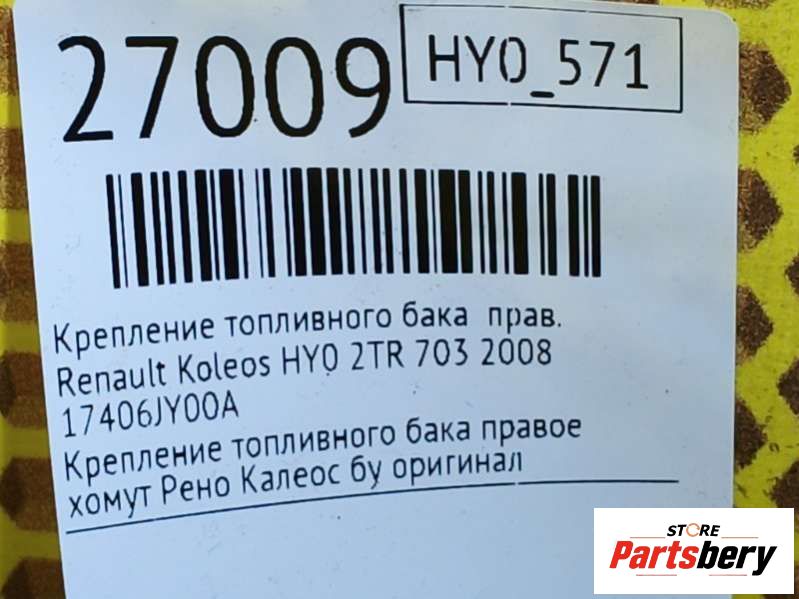 27009
HY0_571
Крепление топливного бака прав.
Renault Koleos HY0 2TR 703 2008
17406JY00A
Крепление топливного бака правое
хомут Рено Калеос бу оригинал
STORE
Partsbery